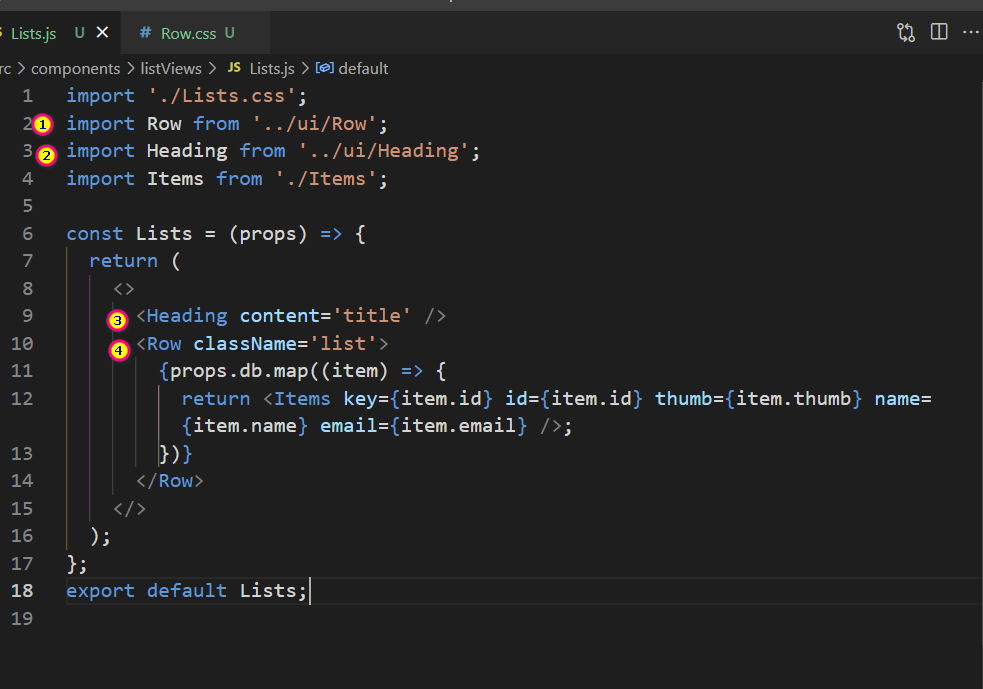 Lists.js U ✕ # Row.css U ···
rc > components > listViews > JS Lists.js > default
1 import './Lists.css';
2 1 import Row from '../ui/Row';
3 2 import Heading from '../ui/Heading';
4 import Items from './Items';
5
6 const Lists = (props) => {
7 return (
8 <>
9 3 <Heading content='title' />
10 4 <Row className='list'>
11 {props.db.map((item) => {
12 return <Items key={item.id} id={item.id} thumb={item.thumb} name=
{item.name} email={item.email} />;
13 })}
14 </Row>
15 </>
16 );
17 };
18 export default Lists;
19